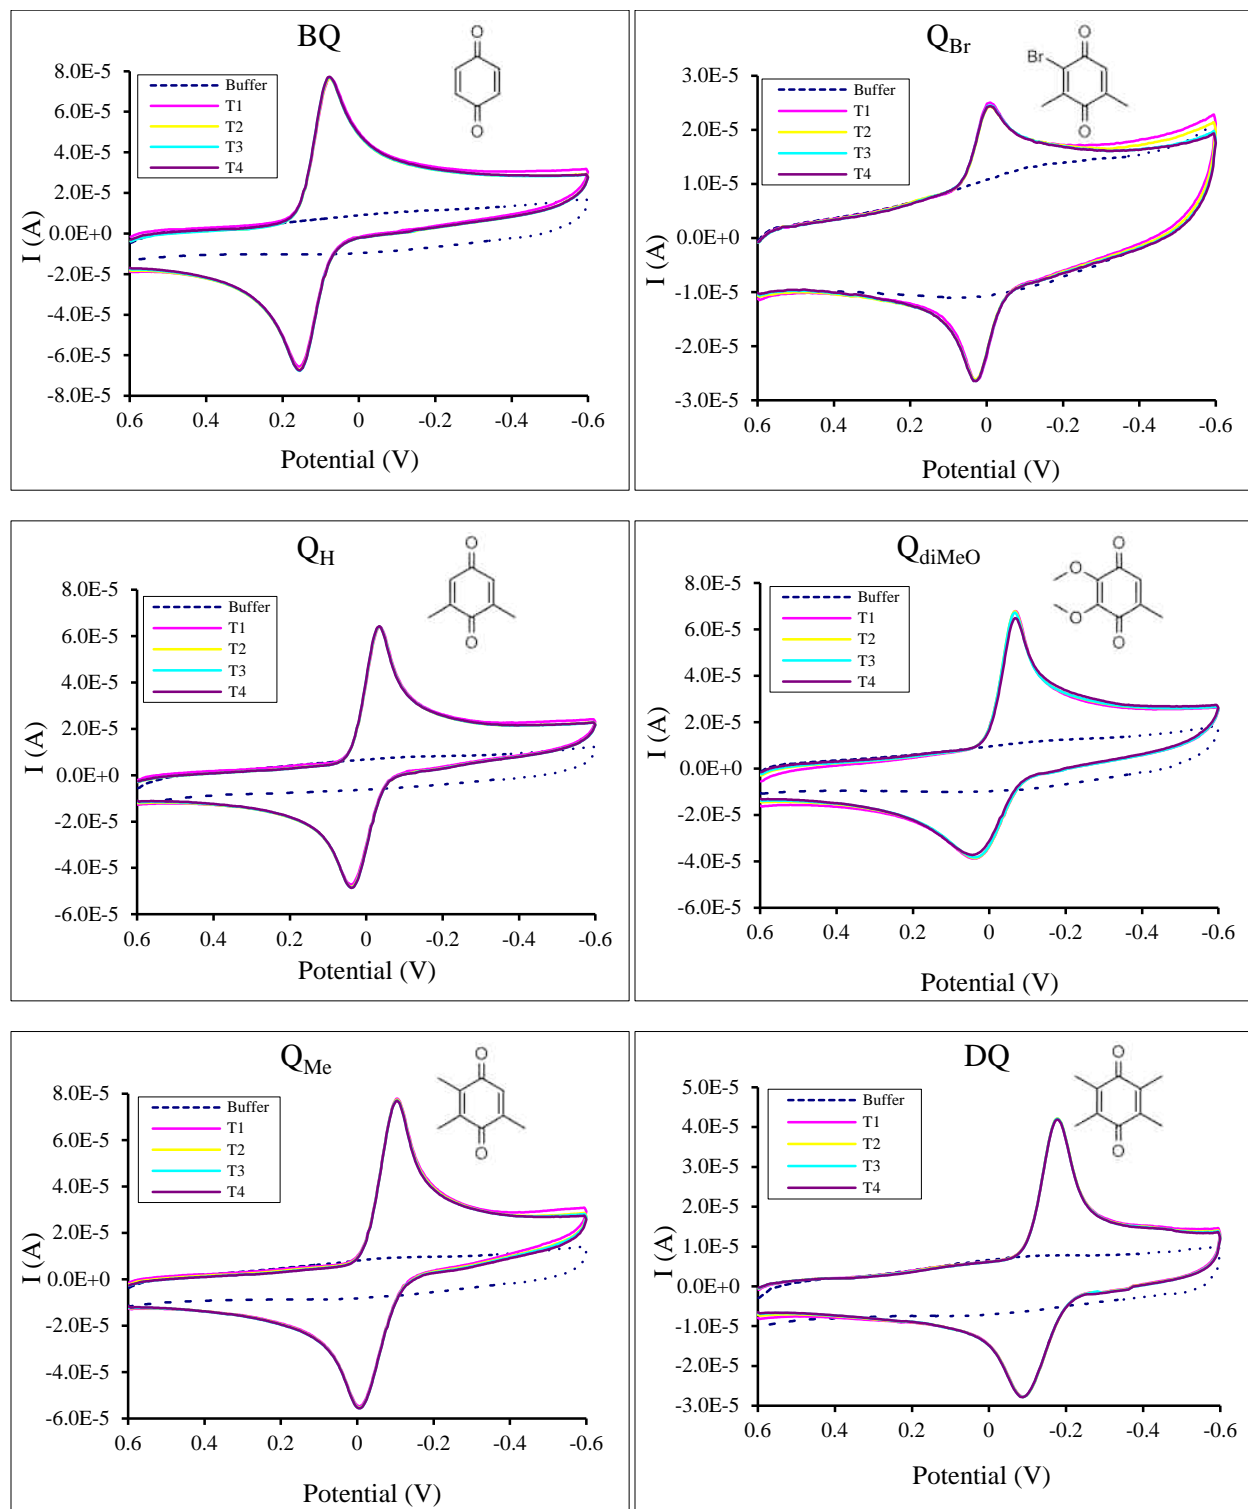 BQ
O
O
8.0E-5
6.0E-5
4.0E-5
2.0E-5
0.0E+0
-2.0E-5
-4.0E-5
-6.0E-5
-8.0E-5
I (A)
Buffer
T1
T2
T3
T4
0.6 0.4 0.2 0 -0.2 -0.4 -0.6
Potential (V)
QBr
O
Br
O
3.0E-5
2.0E-5
1.0E-5
0.0E+0
-1.0E-5
-2.0E-5
-3.0E-5
I (A)
Buffer
T1
T2
T3
T4
0.6 0.4 0.2 0 -0.2 -0.4 -0.6
Potential (V)
QH
O
O
8.0E-5
6.0E-5
4.0E-5
2.0E-5
0.0E+0
-2.0E-5
-4.0E-5
-6.0E-5
I (A)
Buffer
T1
T2
T3
T4
0.6 0.4 0.2 0 -0.2 -0.4 -0.6
Potential (V)
QdiMeO
O
O
O
O
8.0E-5
6.0E-5
4.0E-5
2.0E-5
0.0E+0
-2.0E-5
-4.0E-5
-6.0E-5
I (A)
Buffer
T1
T2
T3
T4
0.6 0.4 0.2 0 -0.2 -0.4 -0.6
Potential (V)
QMe
O
O
8.0E-5
6.0E-5
4.0E-5
2.0E-5
0.0E+0
-2.0E-5
-4.0E-5
-6.0E-5
I (A)
Buffer
T1
T2
T3
T4
0.6 0.4 0.2 0 -0.2 -0.4 -0.6
Potential (V)
DQ
O
O
5.0E-5
4.0E-5
3.0E-5
2.0E-5
1.0E-5
0.0E+0
-1.0E-5
-2.0E-5
-3.0E-5
I (A)
Buffer
T1
T2
T3
T4
0.6 0.4 0.2 0 -0.2 -0.4 -0.6
Potential (V)